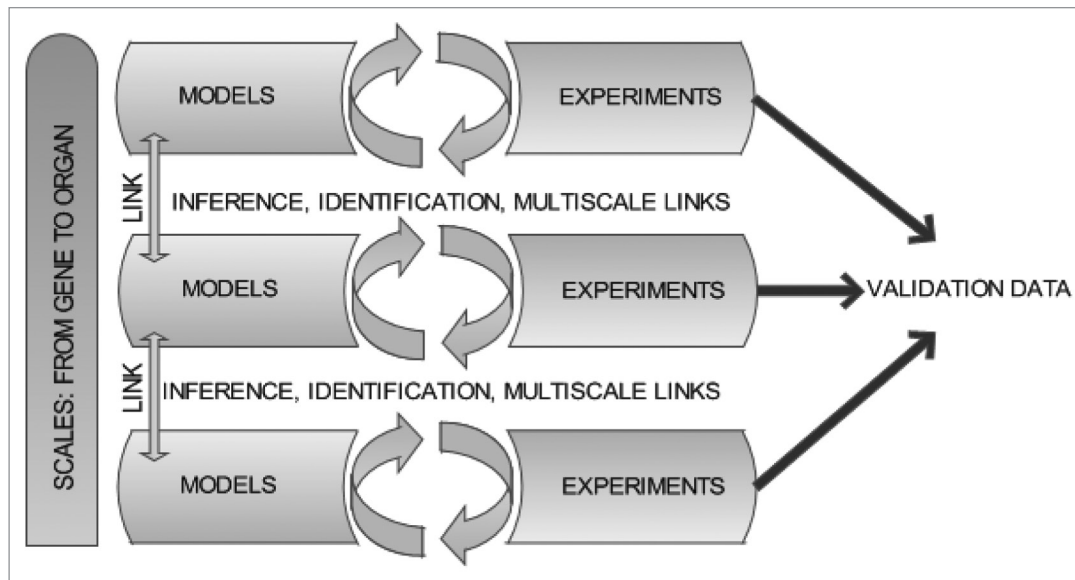 SCALES: FROM GENE TO ORGAN
MODELS
EXPERIMENTS
LINK
INFERENCE, IDENTIFICATION, MULTISCALE LINKS
MODELS
EXPERIMENTS
VALIDATION DATA
LINK
INFERENCE, IDENTIFICATION, MULTISCALE LINKS
MODELS
EXPERIMENTS